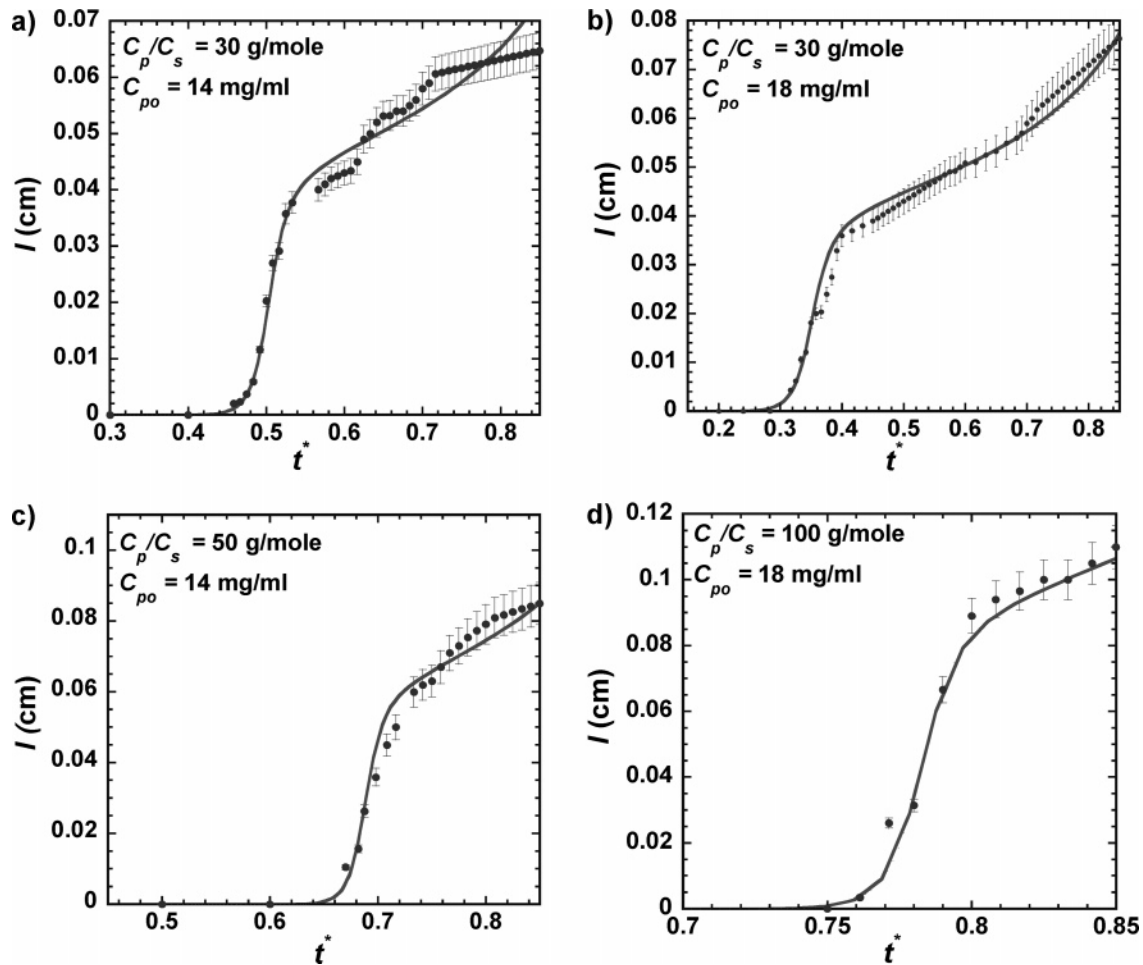 a)
C_p/C_s = 30 g/mole
C_po = 14 mg/ml
0.07
0.06
0.05
0.04
0.03
0.02
0.01
0
l (cm)
0.3 0.4 0.5 0.6 0.7 0.8
t*
b)
C_p/C_s = 30 g/mole
C_po = 18 mg/ml
0.08
0.07
0.06
0.05
0.04
0.03
0.02
0.01
0
l (cm)
0.2 0.3 0.4 0.5 0.6 0.7 0.8
t*
c)
C_p/C_s = 50 g/mole
C_po = 14 mg/ml
0.1
0.08
0.06
0.04
0.02
0
l (cm)
0.5 0.6 0.7 0.8
t*
d)
C_p/C_s = 100 g/mole
C_po = 18 mg/ml
0.12
0.1
0.08
0.06
0.04
0.02
0
l (cm)
0.7 0.75 0.8 0.85
t*